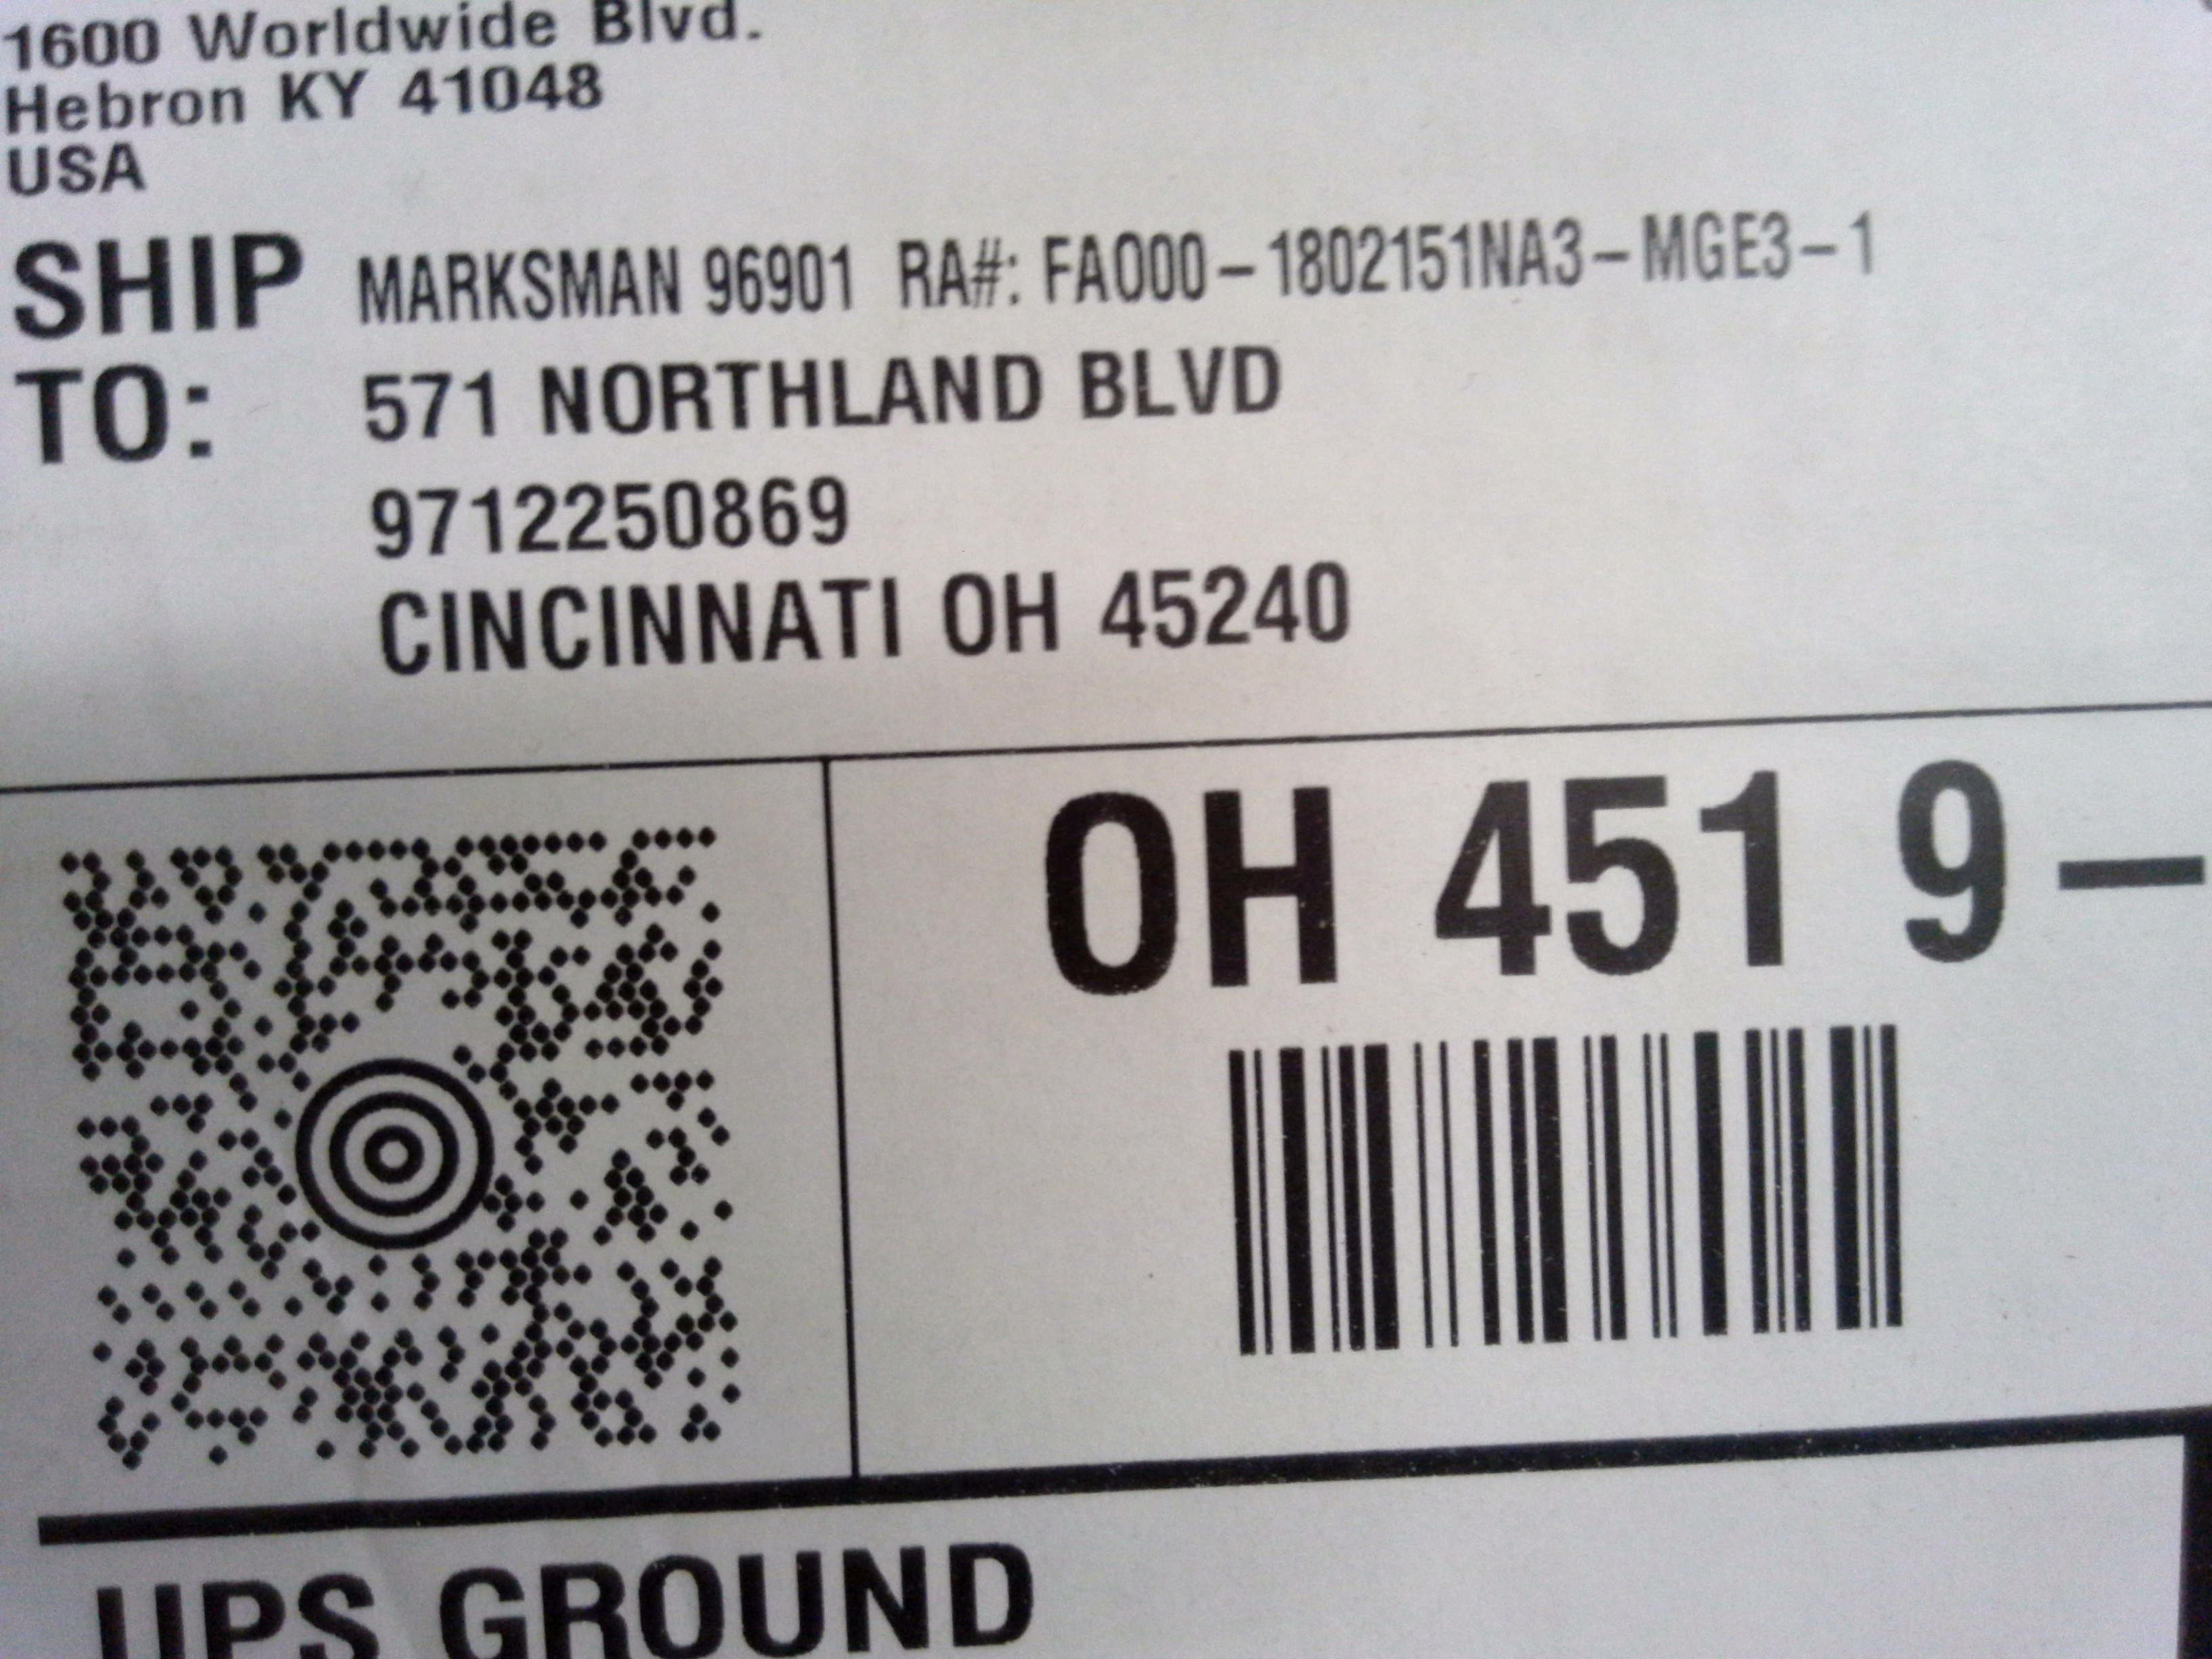 1600 Worldwide Blvd.
Hebron KY 41048
USA
SHIP TO:
MARKSMAN 96901 RA#: FA000-1802151NA3-MGE3-1
571 NORTHLAND BLVD
9712250869
CINCINNATI OH 45240
OH 451 9-
UPS GROUND